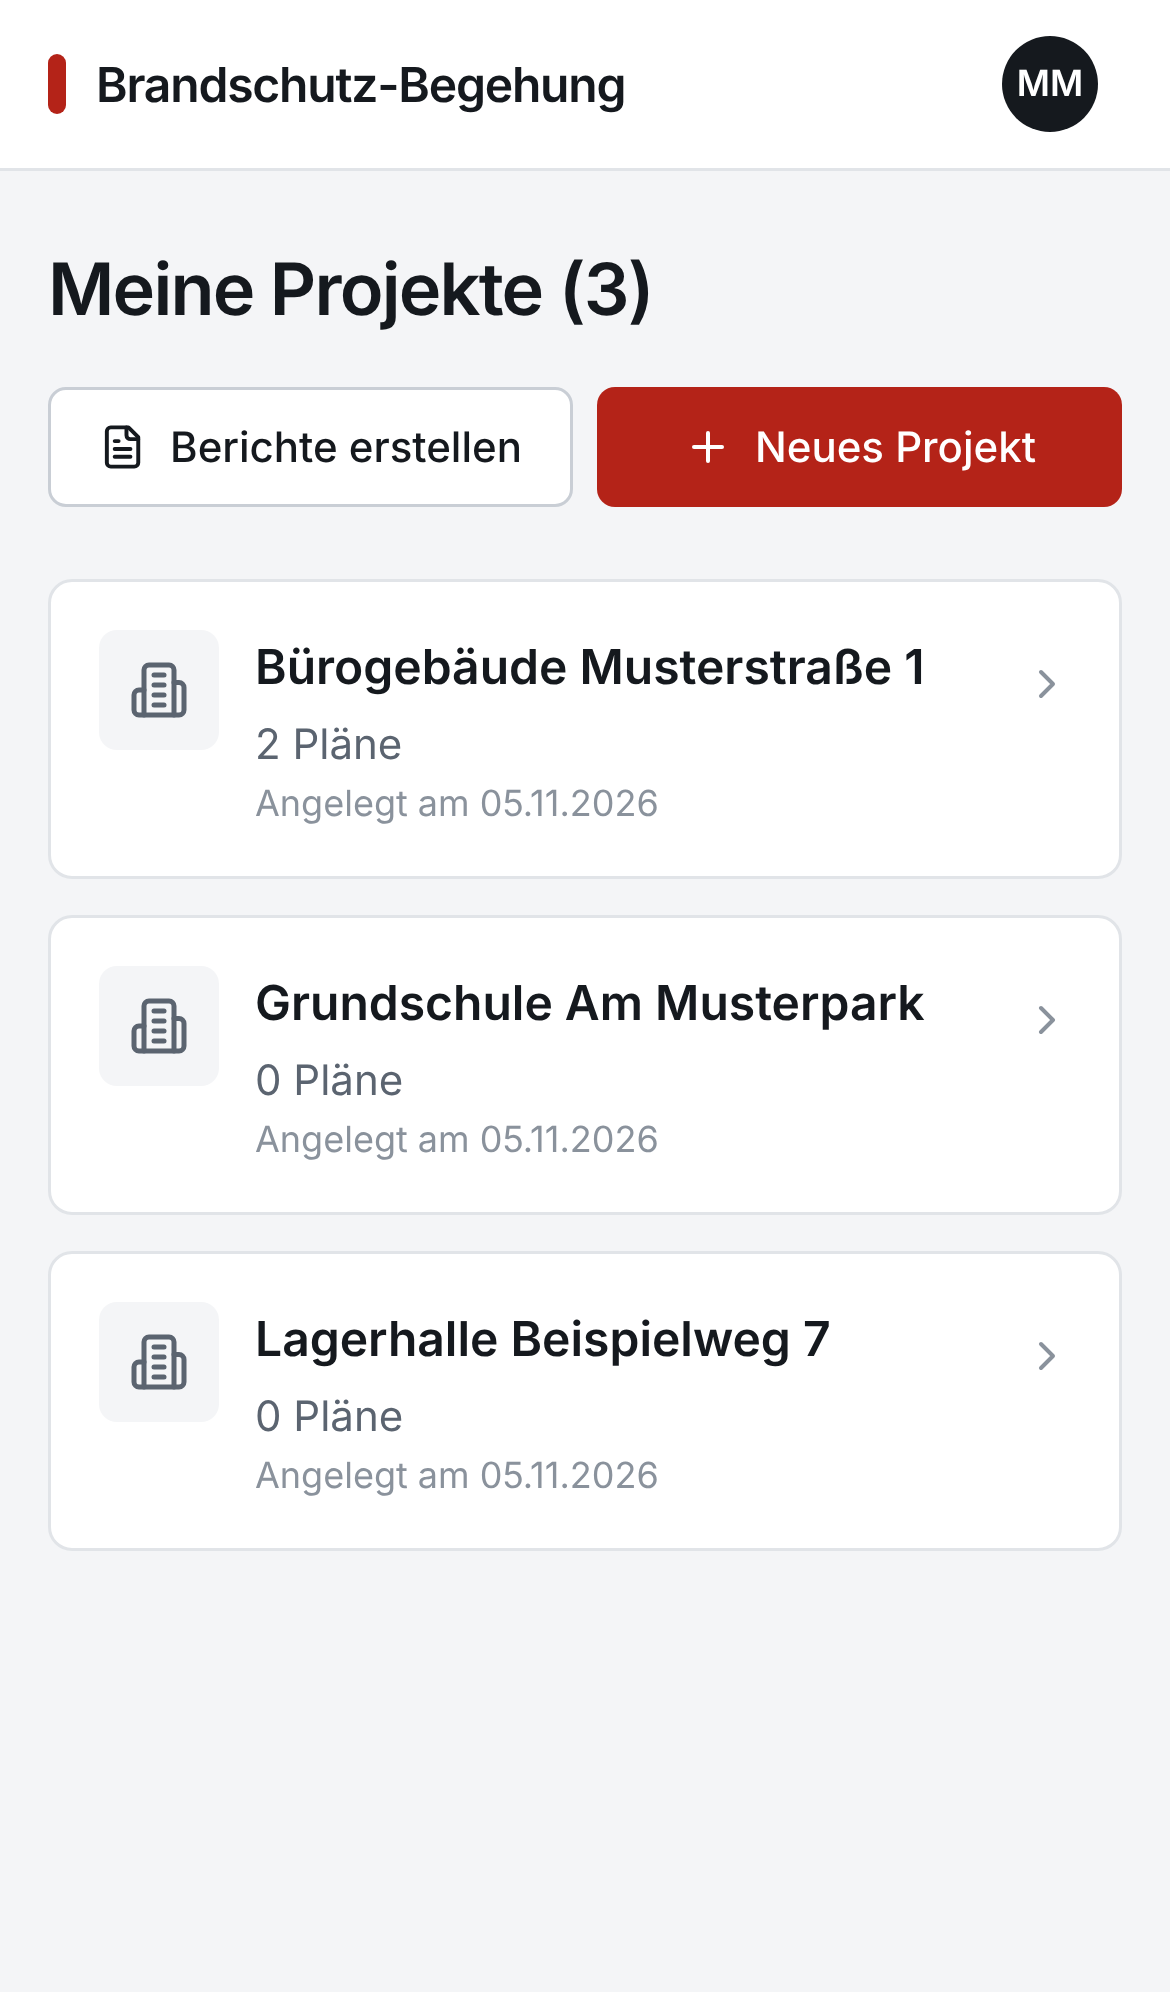 Brandschutz-Begehung
MM
Meine Projekte (3)
Berichte erstellen
Neues Projekt
Bürogebäude Musterstraße 1
2 Pläne
Angelegt am 05.11.2026
Grundschule Am Musterpark
0 Pläne
Angelegt am 05.11.2026
Lagerhalle Beispielweg 7
0 Pläne
Angelegt am 05.11.2026